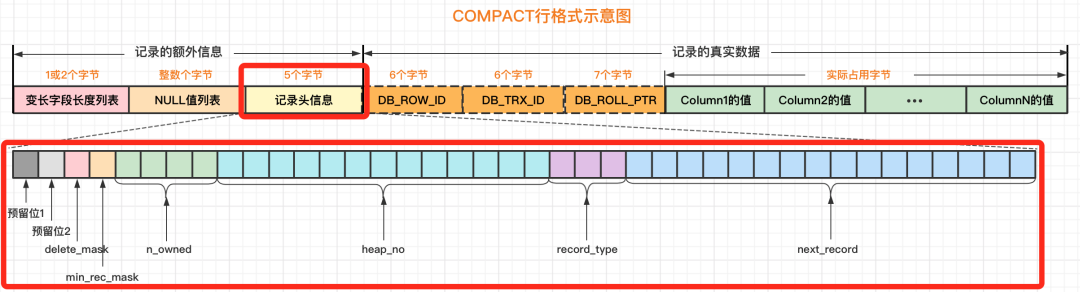 COMPACT行格式示意图
记录的额外信息
记录的真实数据
1或2个字节
整数个字节
5个字节
6个字节
6个字节
7个字节
实际占用字节
变长字段长度列表
NULL值列表
记录头信息
DB_ROW_ID
DB_TRX_ID
DB_ROLL_PTR
Column1的值
Column2的值
•••
ColumnN的值
预留位1
预留位2
delete_mask
min_rec_mask
n_owned
heap_no
record_type
next_record